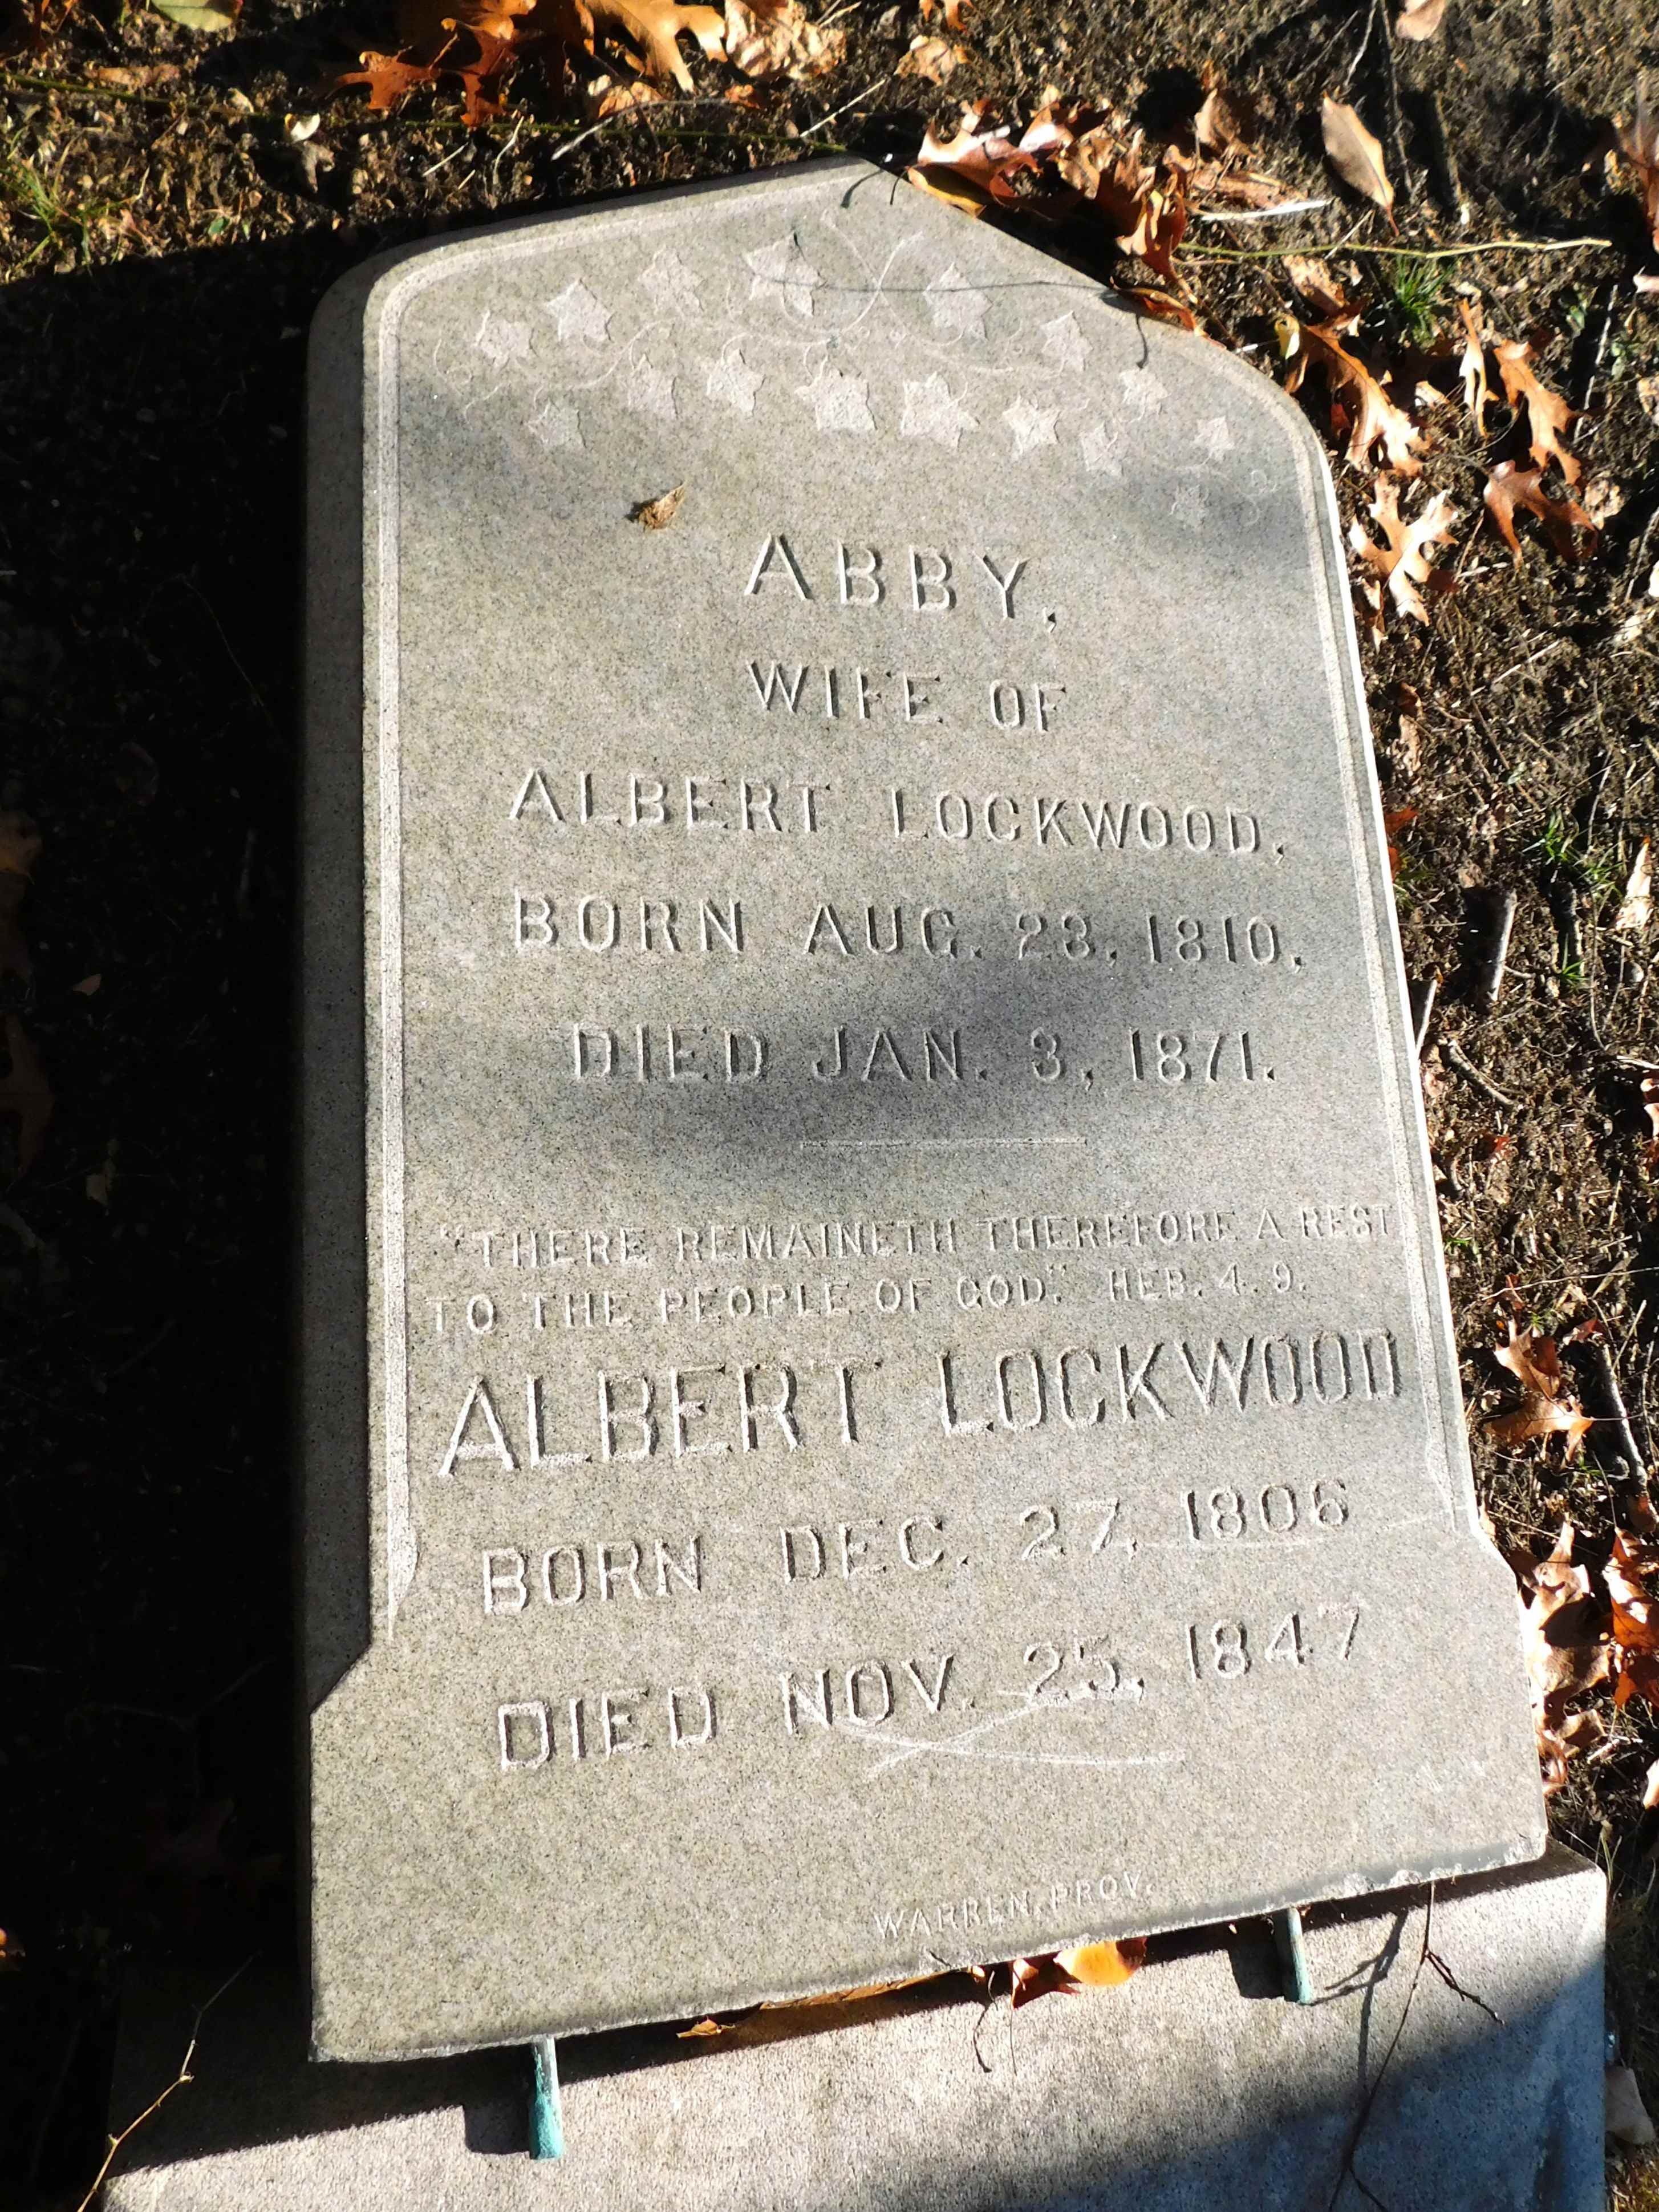 ABBY,
WIFE OF
ALBERT LOCKWOOD,
BORN AUG. 23, 1810,
DIED JAN. 3, 1871.
"THERE REMAINETH THEREFORE A REST
TO THE PEOPLE OF GOD." HEB. 4. 9.
ALBERT LOCKWOOD
BORN DEC. 27, 1806
DIED NOV. 25, 1847
WARREN, PROV.